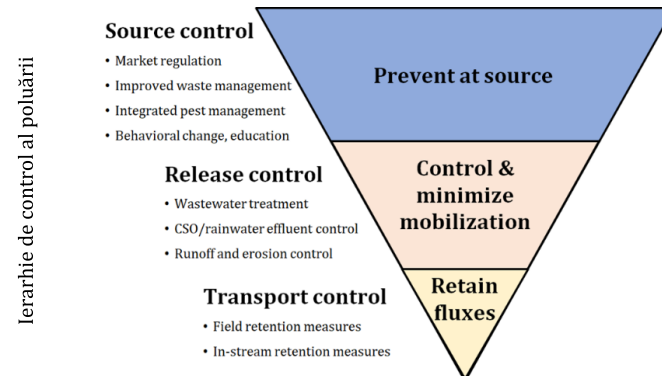 Ierarhie de control al poluării
Source control
• Market regulation
• Improved waste management
• Integrated pest management
• Behavioral change, education
Prevent at source
Release control
• Wastewater treatment
• CSO/rainwater effluent control
• Runoff and erosion control
Control &
minimize
mobilization
Transport control
• Field retention measures
• In-stream retention measures
Retain
fluxes